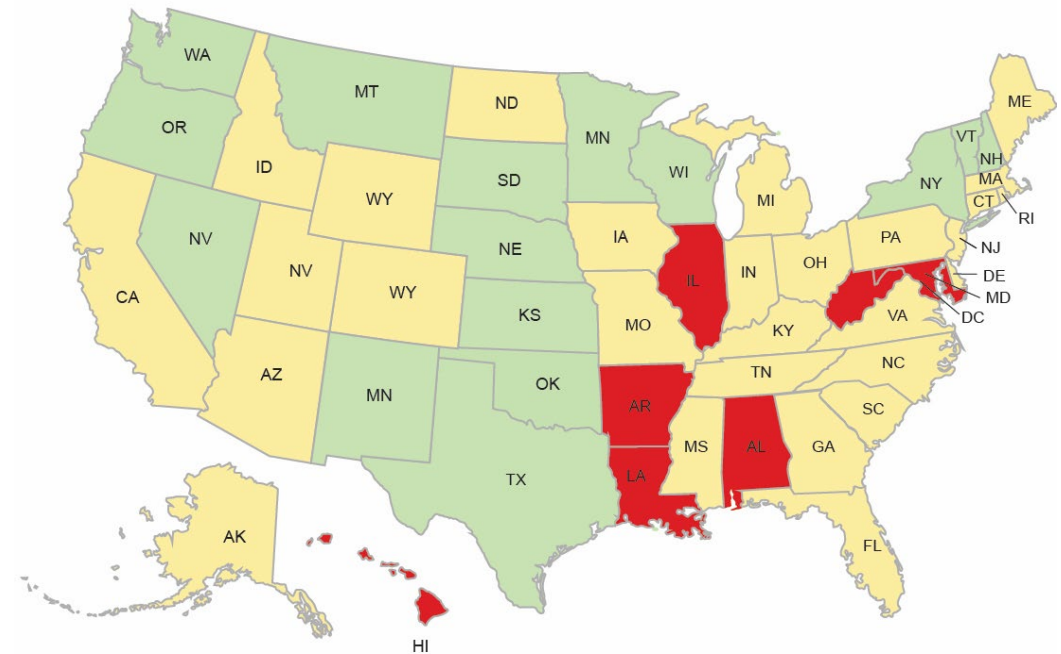 WA
MT
ND
ME
OR
MN
VT
NH
ID
SD
WI
NY
MA
WY
MI
CT
RI
NE
IA
PA
NJ
NV
OH
NV
WY
IL
IN
DE
CA
MD
KS
MO
KY
VA
DC
AZ
OK
TN
NC
MN
AR
SC
MS
AL
GA
TX
LA
AK
FL
HI